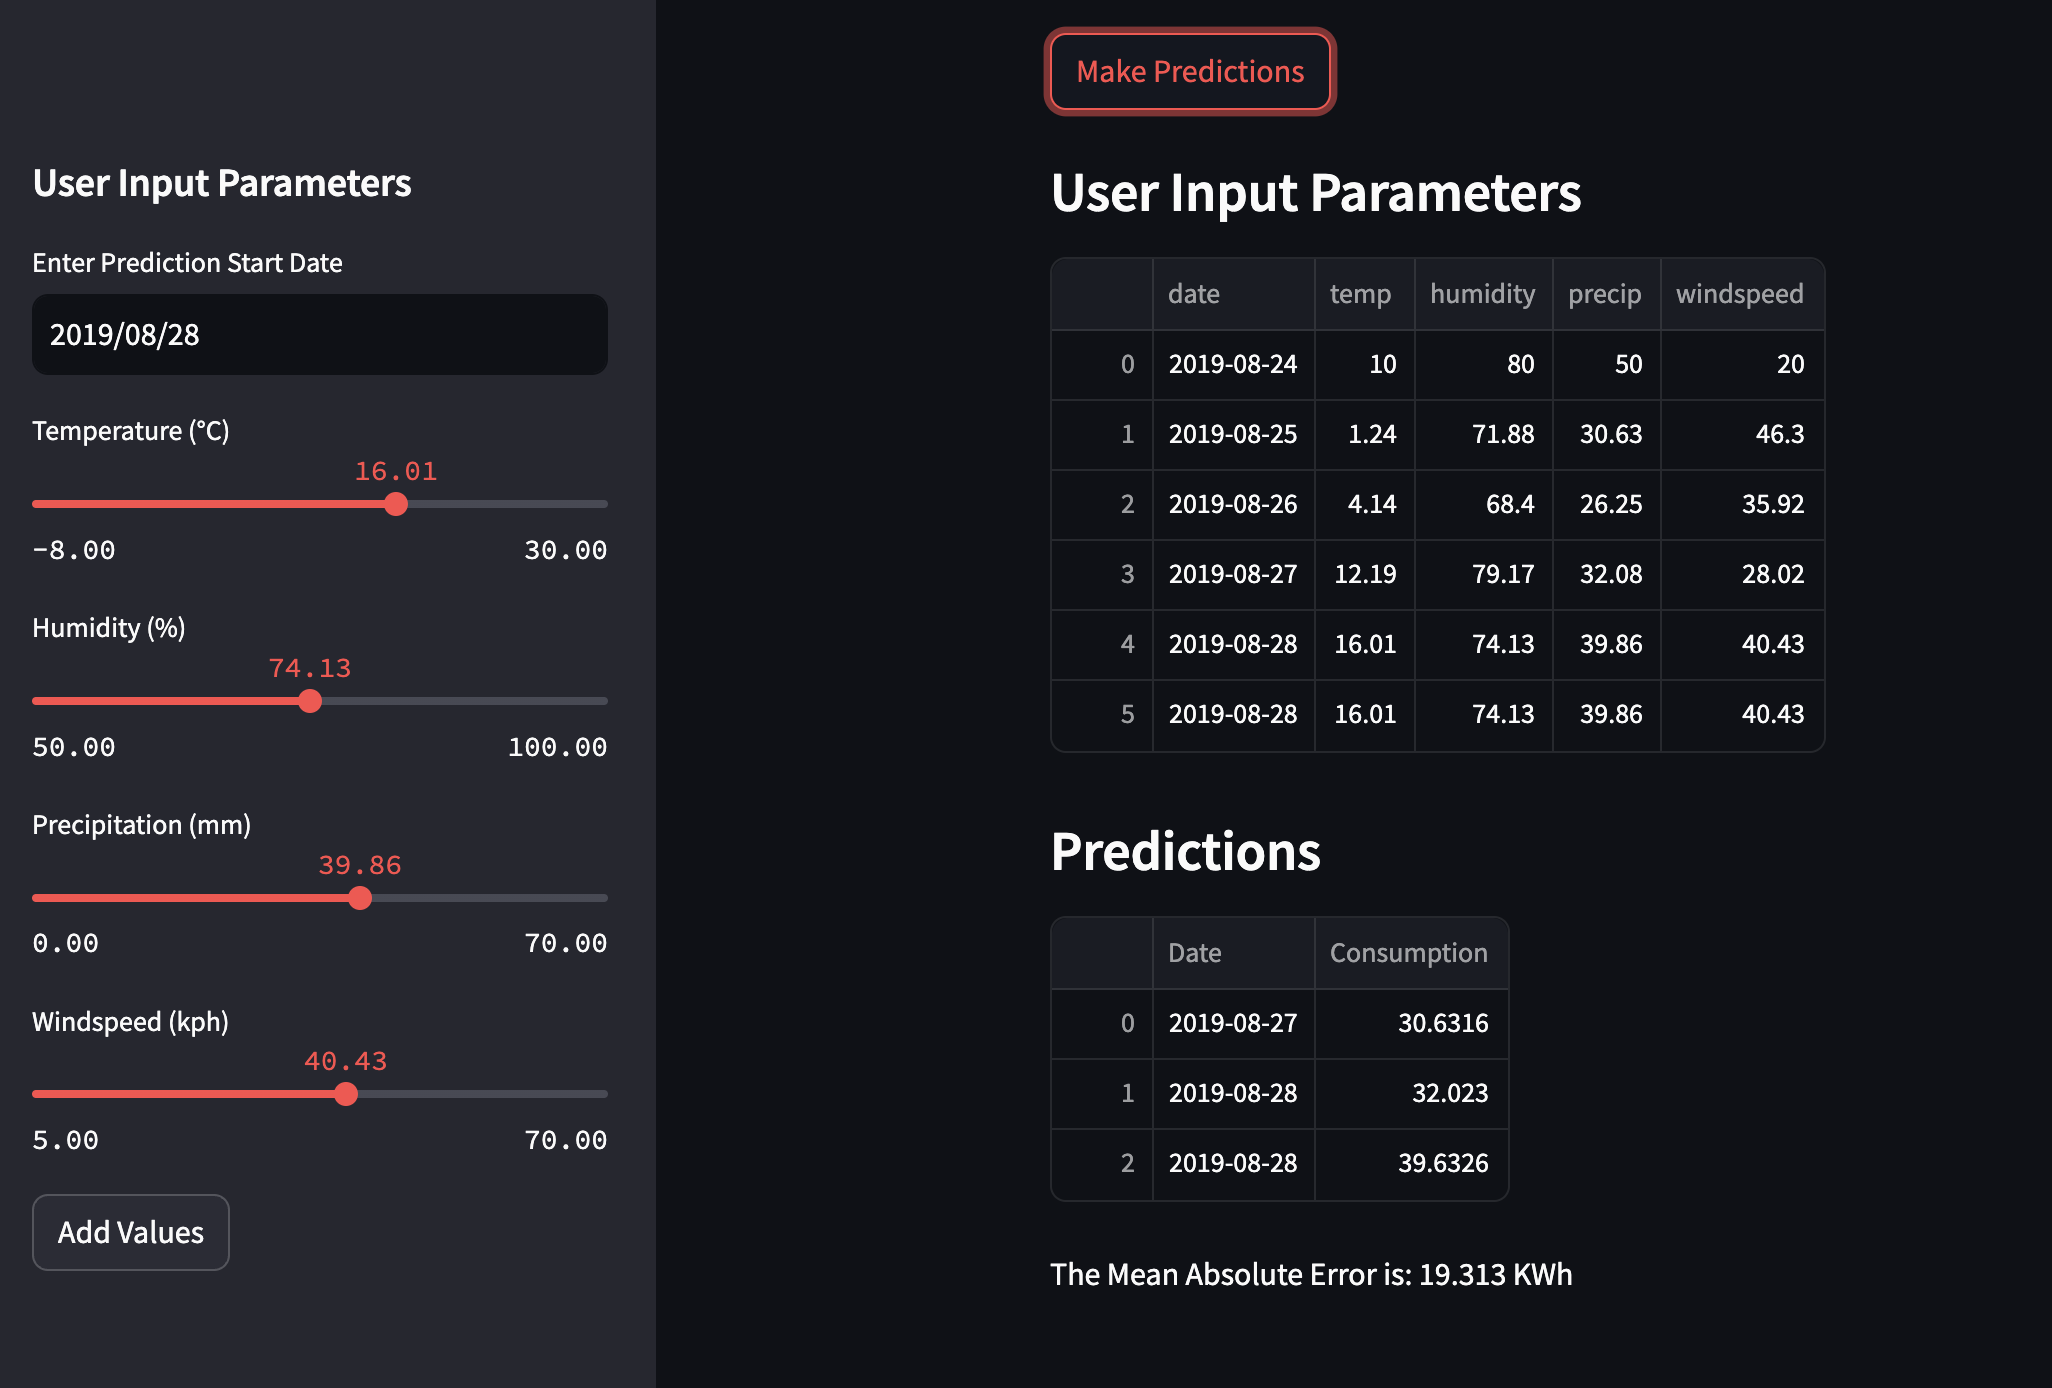 User Input Parameters
Enter Prediction Start Date
2019/08/28
Temperature (°C)
16.01
-8.00 30.00
Humidity (%)
74.13
50.00 100.00
Precipitation (mm)
39.86
0.00 70.00
Windspeed (kph)
40.43
5.00 70.00
Add Values
Make Predictions
User Input Parameters
date temp humidity precip windspeed
0 2019-08-24 10 80 50 20
1 2019-08-25 1.24 71.88 30.63 46.3
2 2019-08-26 4.14 68.4 26.25 35.92
3 2019-08-27 12.19 79.17 32.08 28.02
4 2019-08-28 16.01 74.13 39.86 40.43
5 2019-08-28 16.01 74.13 39.86 40.43
Predictions
Date Consumption
0 2019-08-27 30.6316
1 2019-08-28 32.023
2 2019-08-28 39.6326
The Mean Absolute Error is: 19.313 KWh